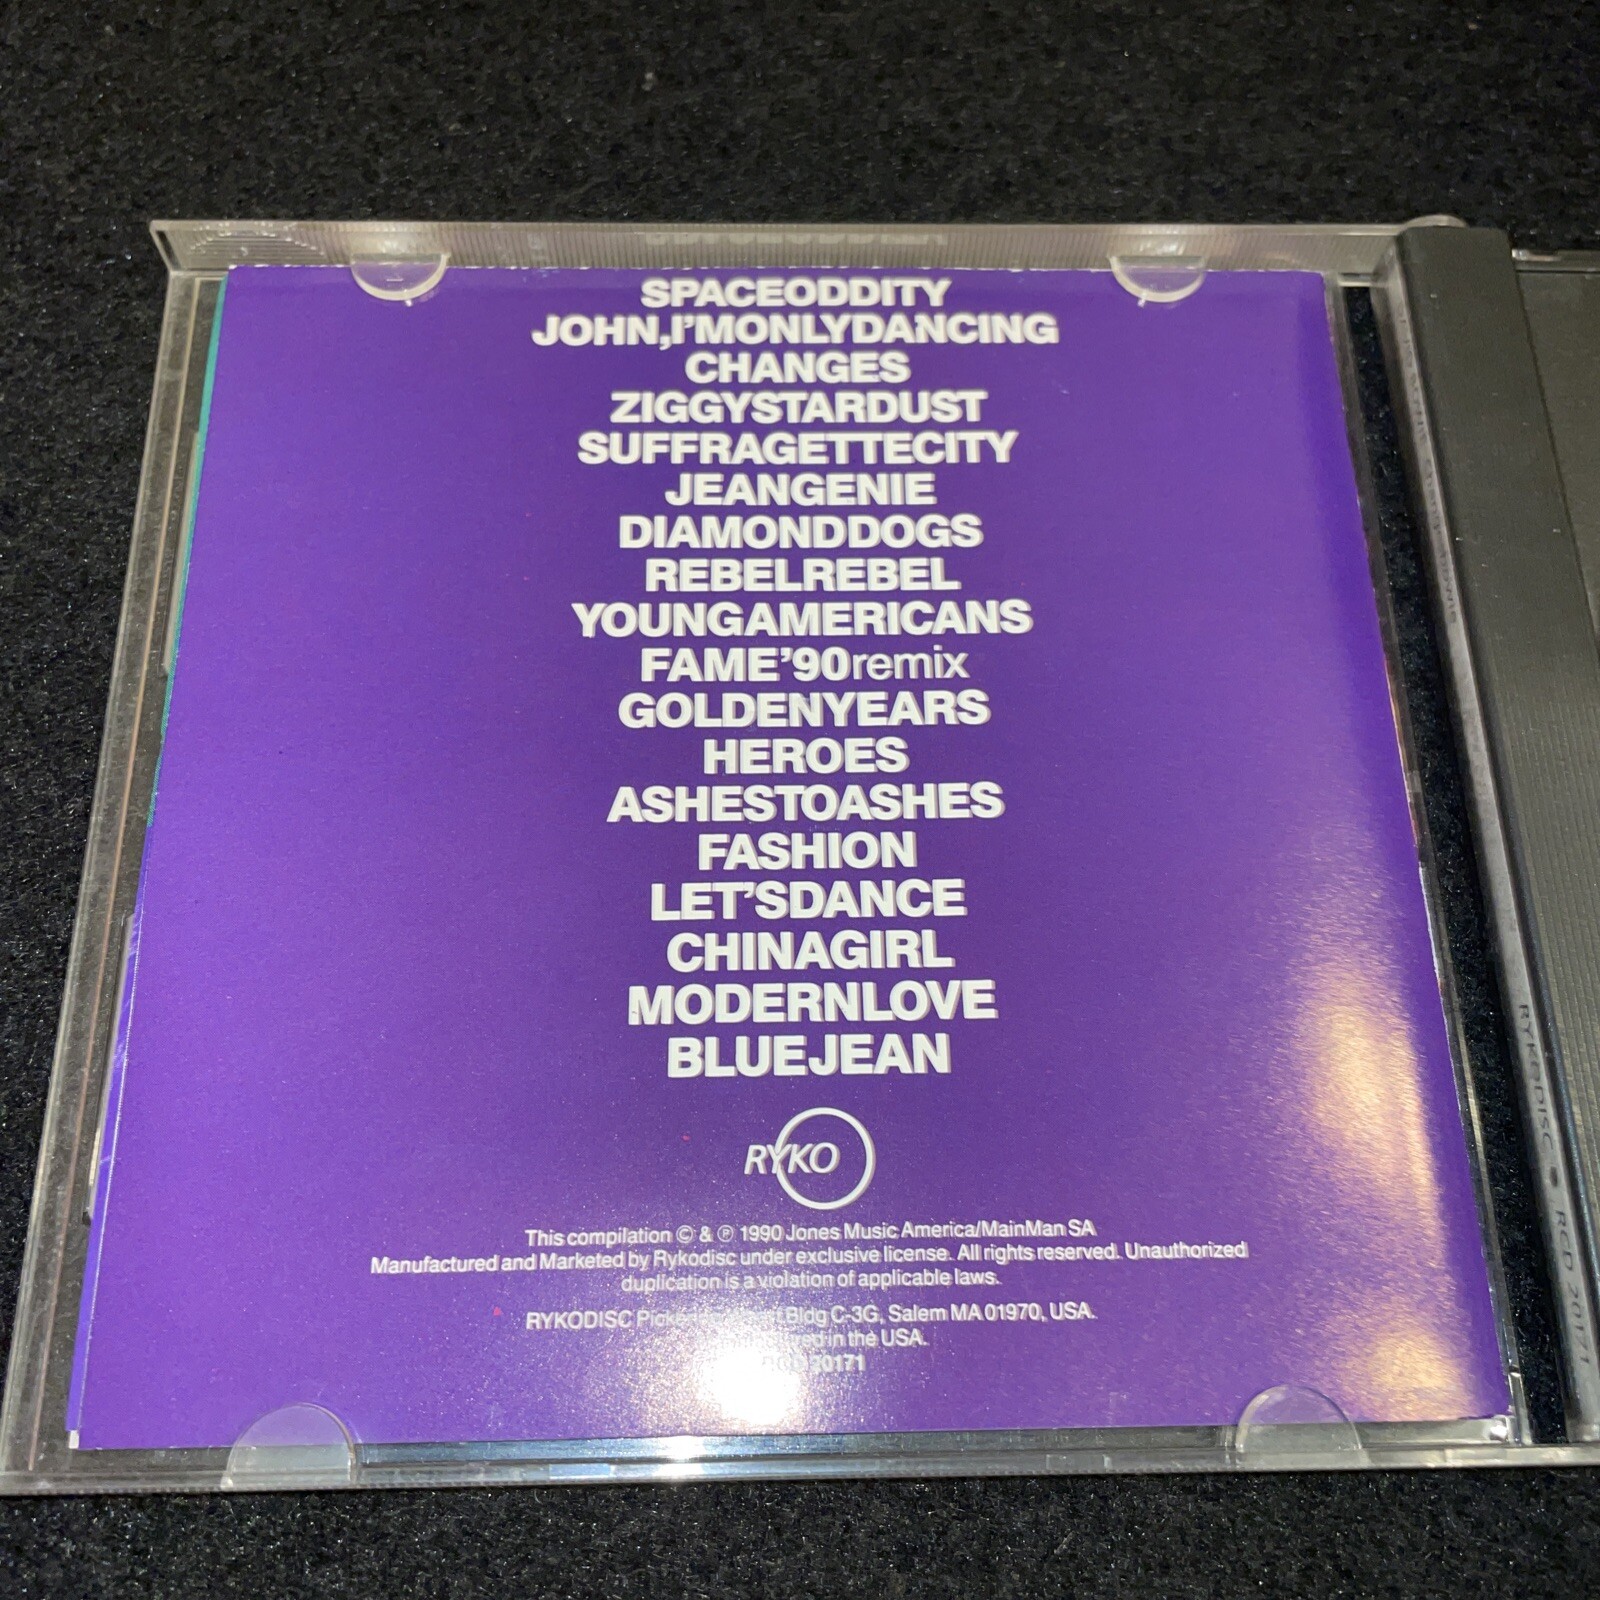 SPACEODDITY
JOHN,I'MONLYDANCING
CHANGES
ZIGGYSTARDUST
SUFFRAGETTECITY
JEANGENIE
DIAMONDDOGS
REBELREBEL
YOUNGAMERICANS
FAME'90remix
GOLDENYEARS
HEROES
ASHESTOASHES
FASHION
LET'SDANCE
CHINAGIRL
MODERNLOVE
BLUEJEAN
RYKO
This compilation © & ℗ 1990 Jones Music America/MainMan SA
Manufactured and Marketed by Rykodisc under exclusive license. All rights reserved. Unauthorized
duplication is a violation of applicable laws.
RYKODISC Bldg C-3G, Salem MA 01970, USA.
in the USA.
20171
RYKODISC • RCD 20171